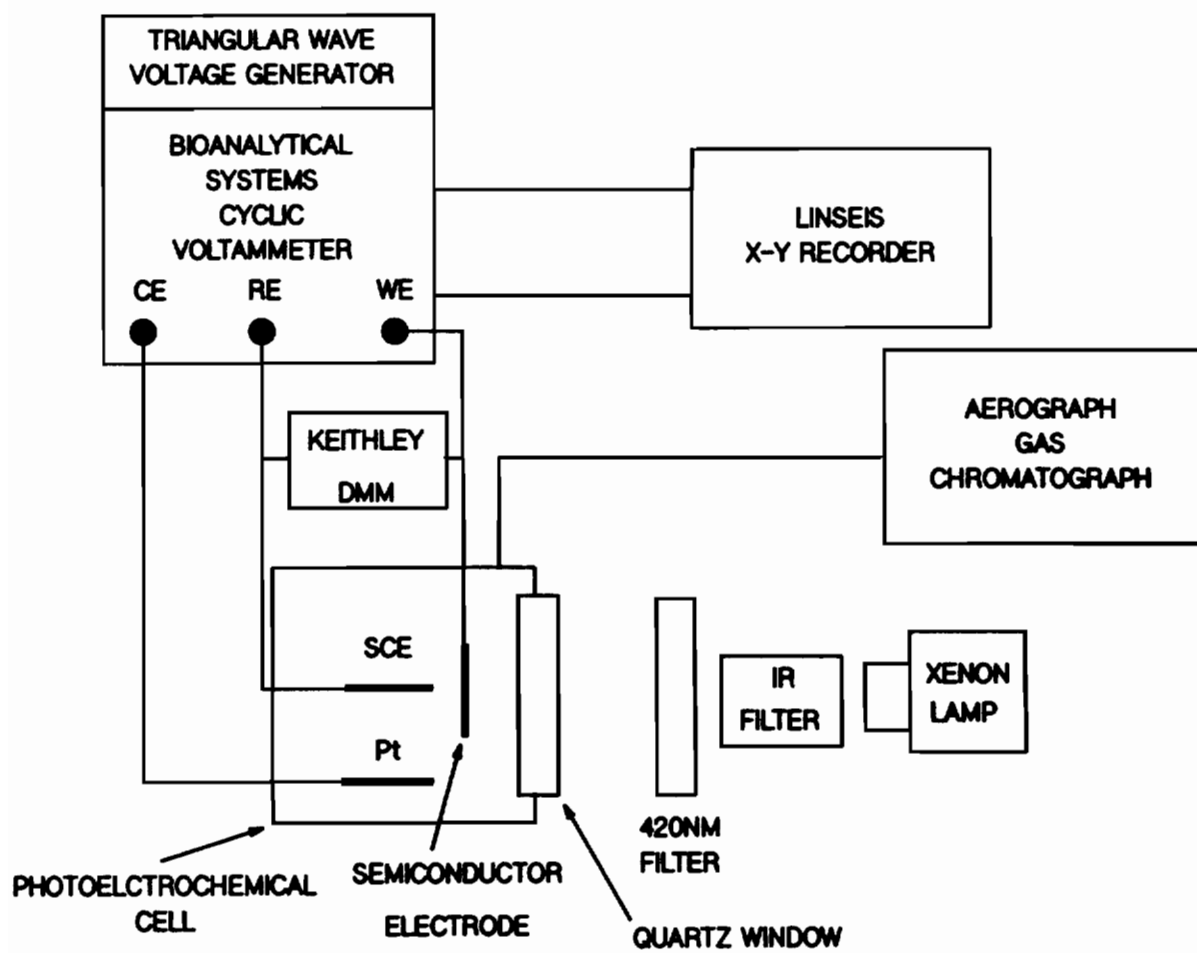 TRIANGULAR WAVE
VOLTAGE GENERATOR
BIOANALYTICAL
SYSTEMS
CYCLIC
VOLTAMMETER
CE RE WE
LINSEIS
X-Y RECORDER
AEROGRAPH
GAS
CHROMATOGRAPH
KEITHLEY
DMM
SCE
Pt
IR
FILTER
XENON
LAMP
420NM
FILTER
PHOTOELCTROCHEMICAL
CELL
SEMICONDUCTOR
ELECTRODE
QUARTZ WINDOW